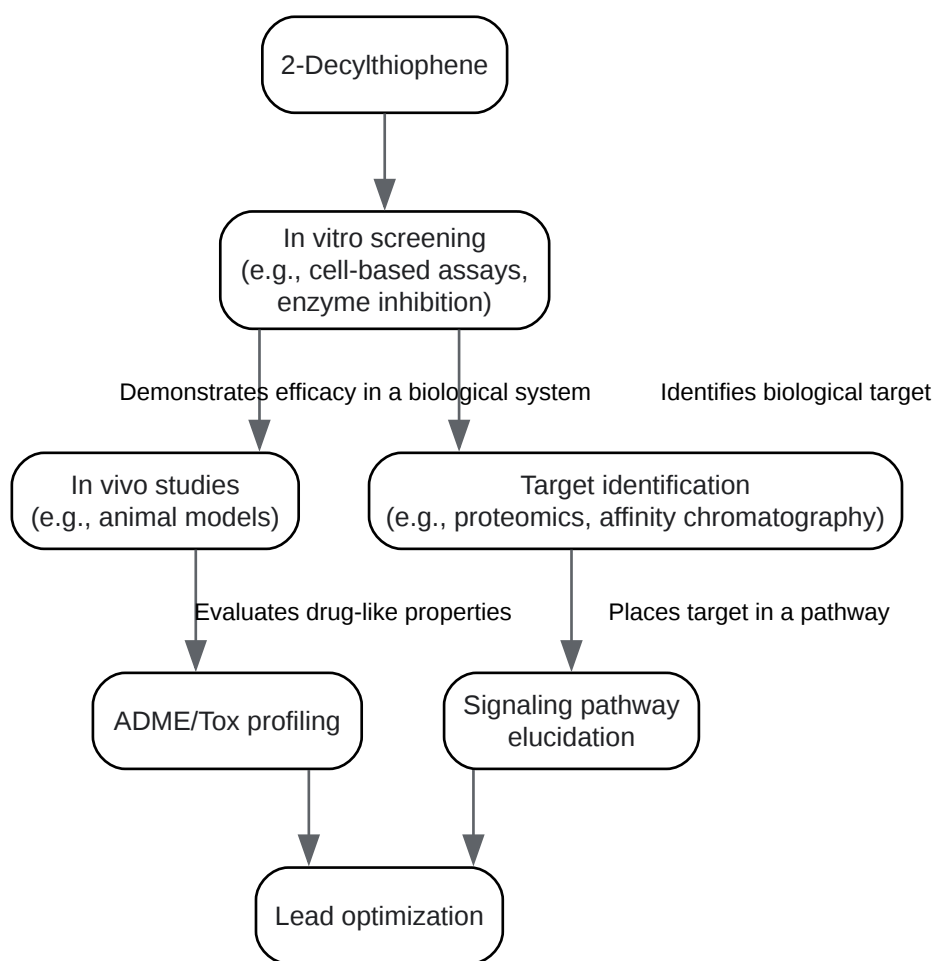 2-Decylthiophene
In vitro screening
(e.g., cell-based assays,
enzyme inhibition)
Demonstrates efficacy in a biological system
Identifies biological target
In vivo studies
(e.g., animal models)
Target identification
(e.g., proteomics, affinity chromatography)
Evaluates drug-like properties
Places target in a pathway
ADME/Tox profiling
Signaling pathway
elucidation
Lead optimization